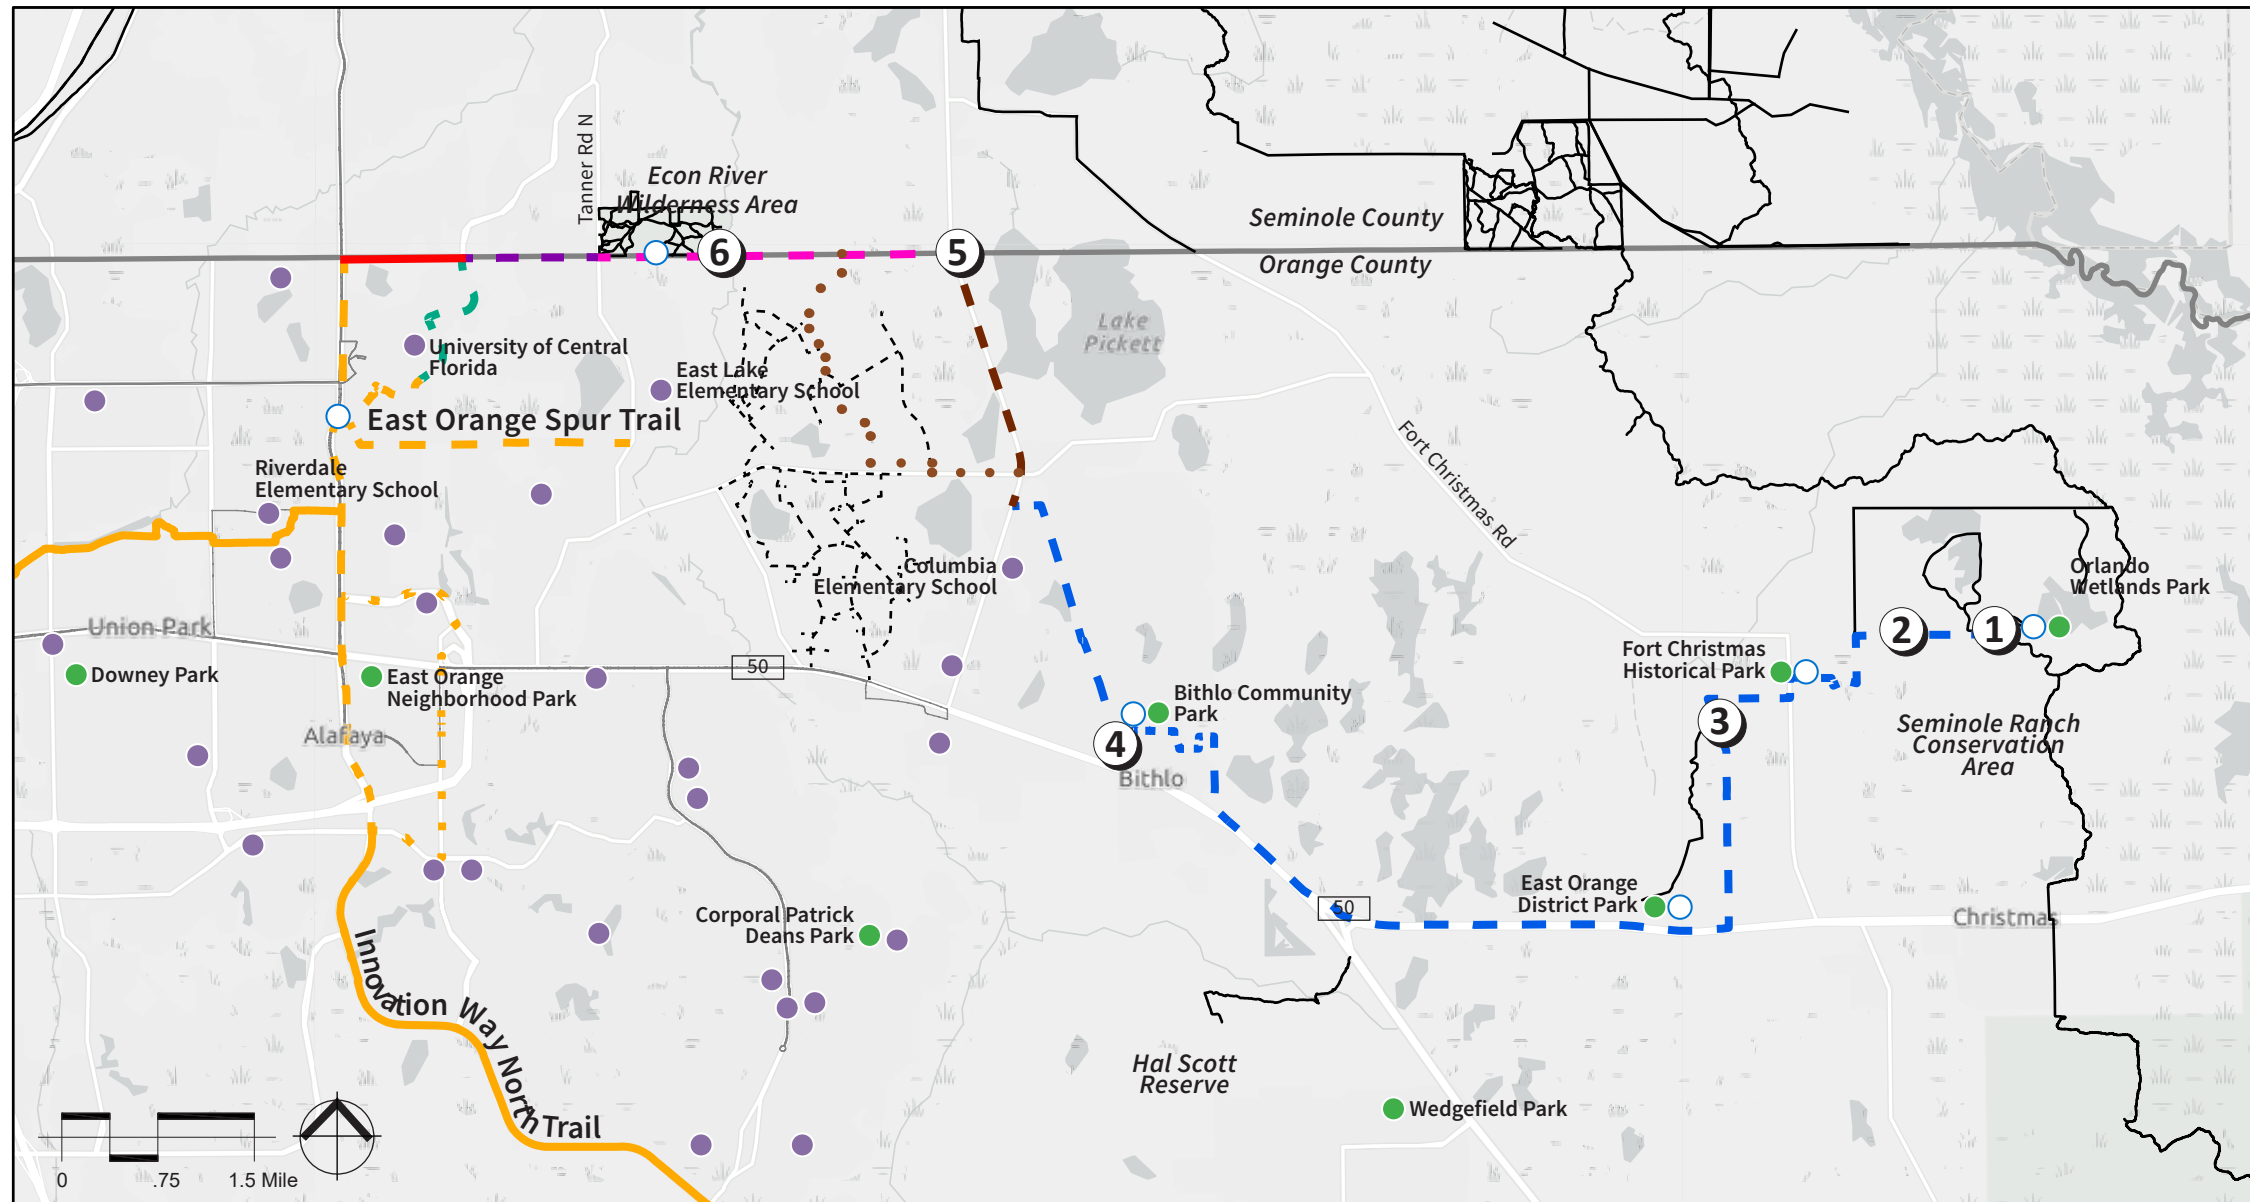 Tanner Rd N
Econ River
Wilderness Area
Seminole County
Orange County
6
5
Lake
Pickett
University of Central
Florida
East Lake
Elementary School
East Orange Spur Trail
Riverdale
Elementary School
Fort Christmas Rd
Columbia
Elementary School
Orlando
Wetlands Park
Union Park
2
1
Fort Christmas
Historical Park
50
Downey Park
East Orange
Neighborhood Park
Bithlo Community
Park
3
Seminole Ranch
Conservation
Area
Alafaya
4
Bithlo
East Orange
District Park
50
Corporal Patrick
Deans Park
Christmas
Innovation Way North Trail
Hal Scott
Reserve
Wedgefield Park
0 .75 1.5 Mile